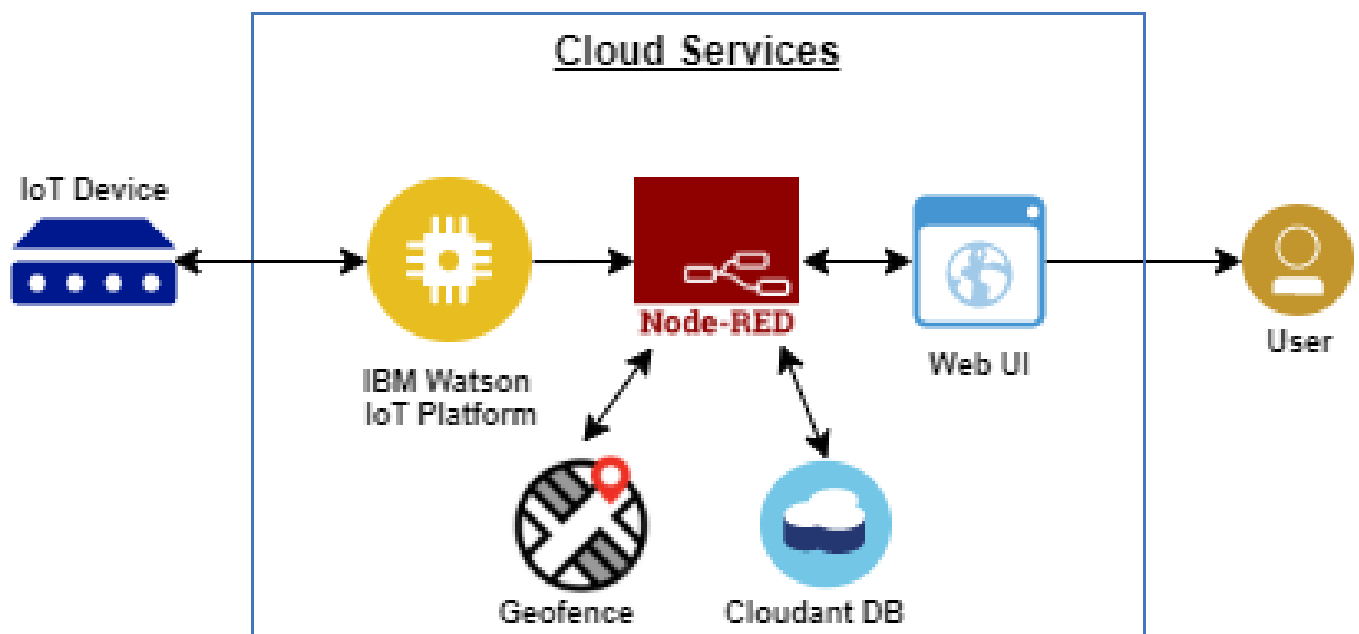 Cloud Services
IoT Device
Node-RED
IBM Watson
IoT Platform
Web UI
User
Geofence
Cloudant DB